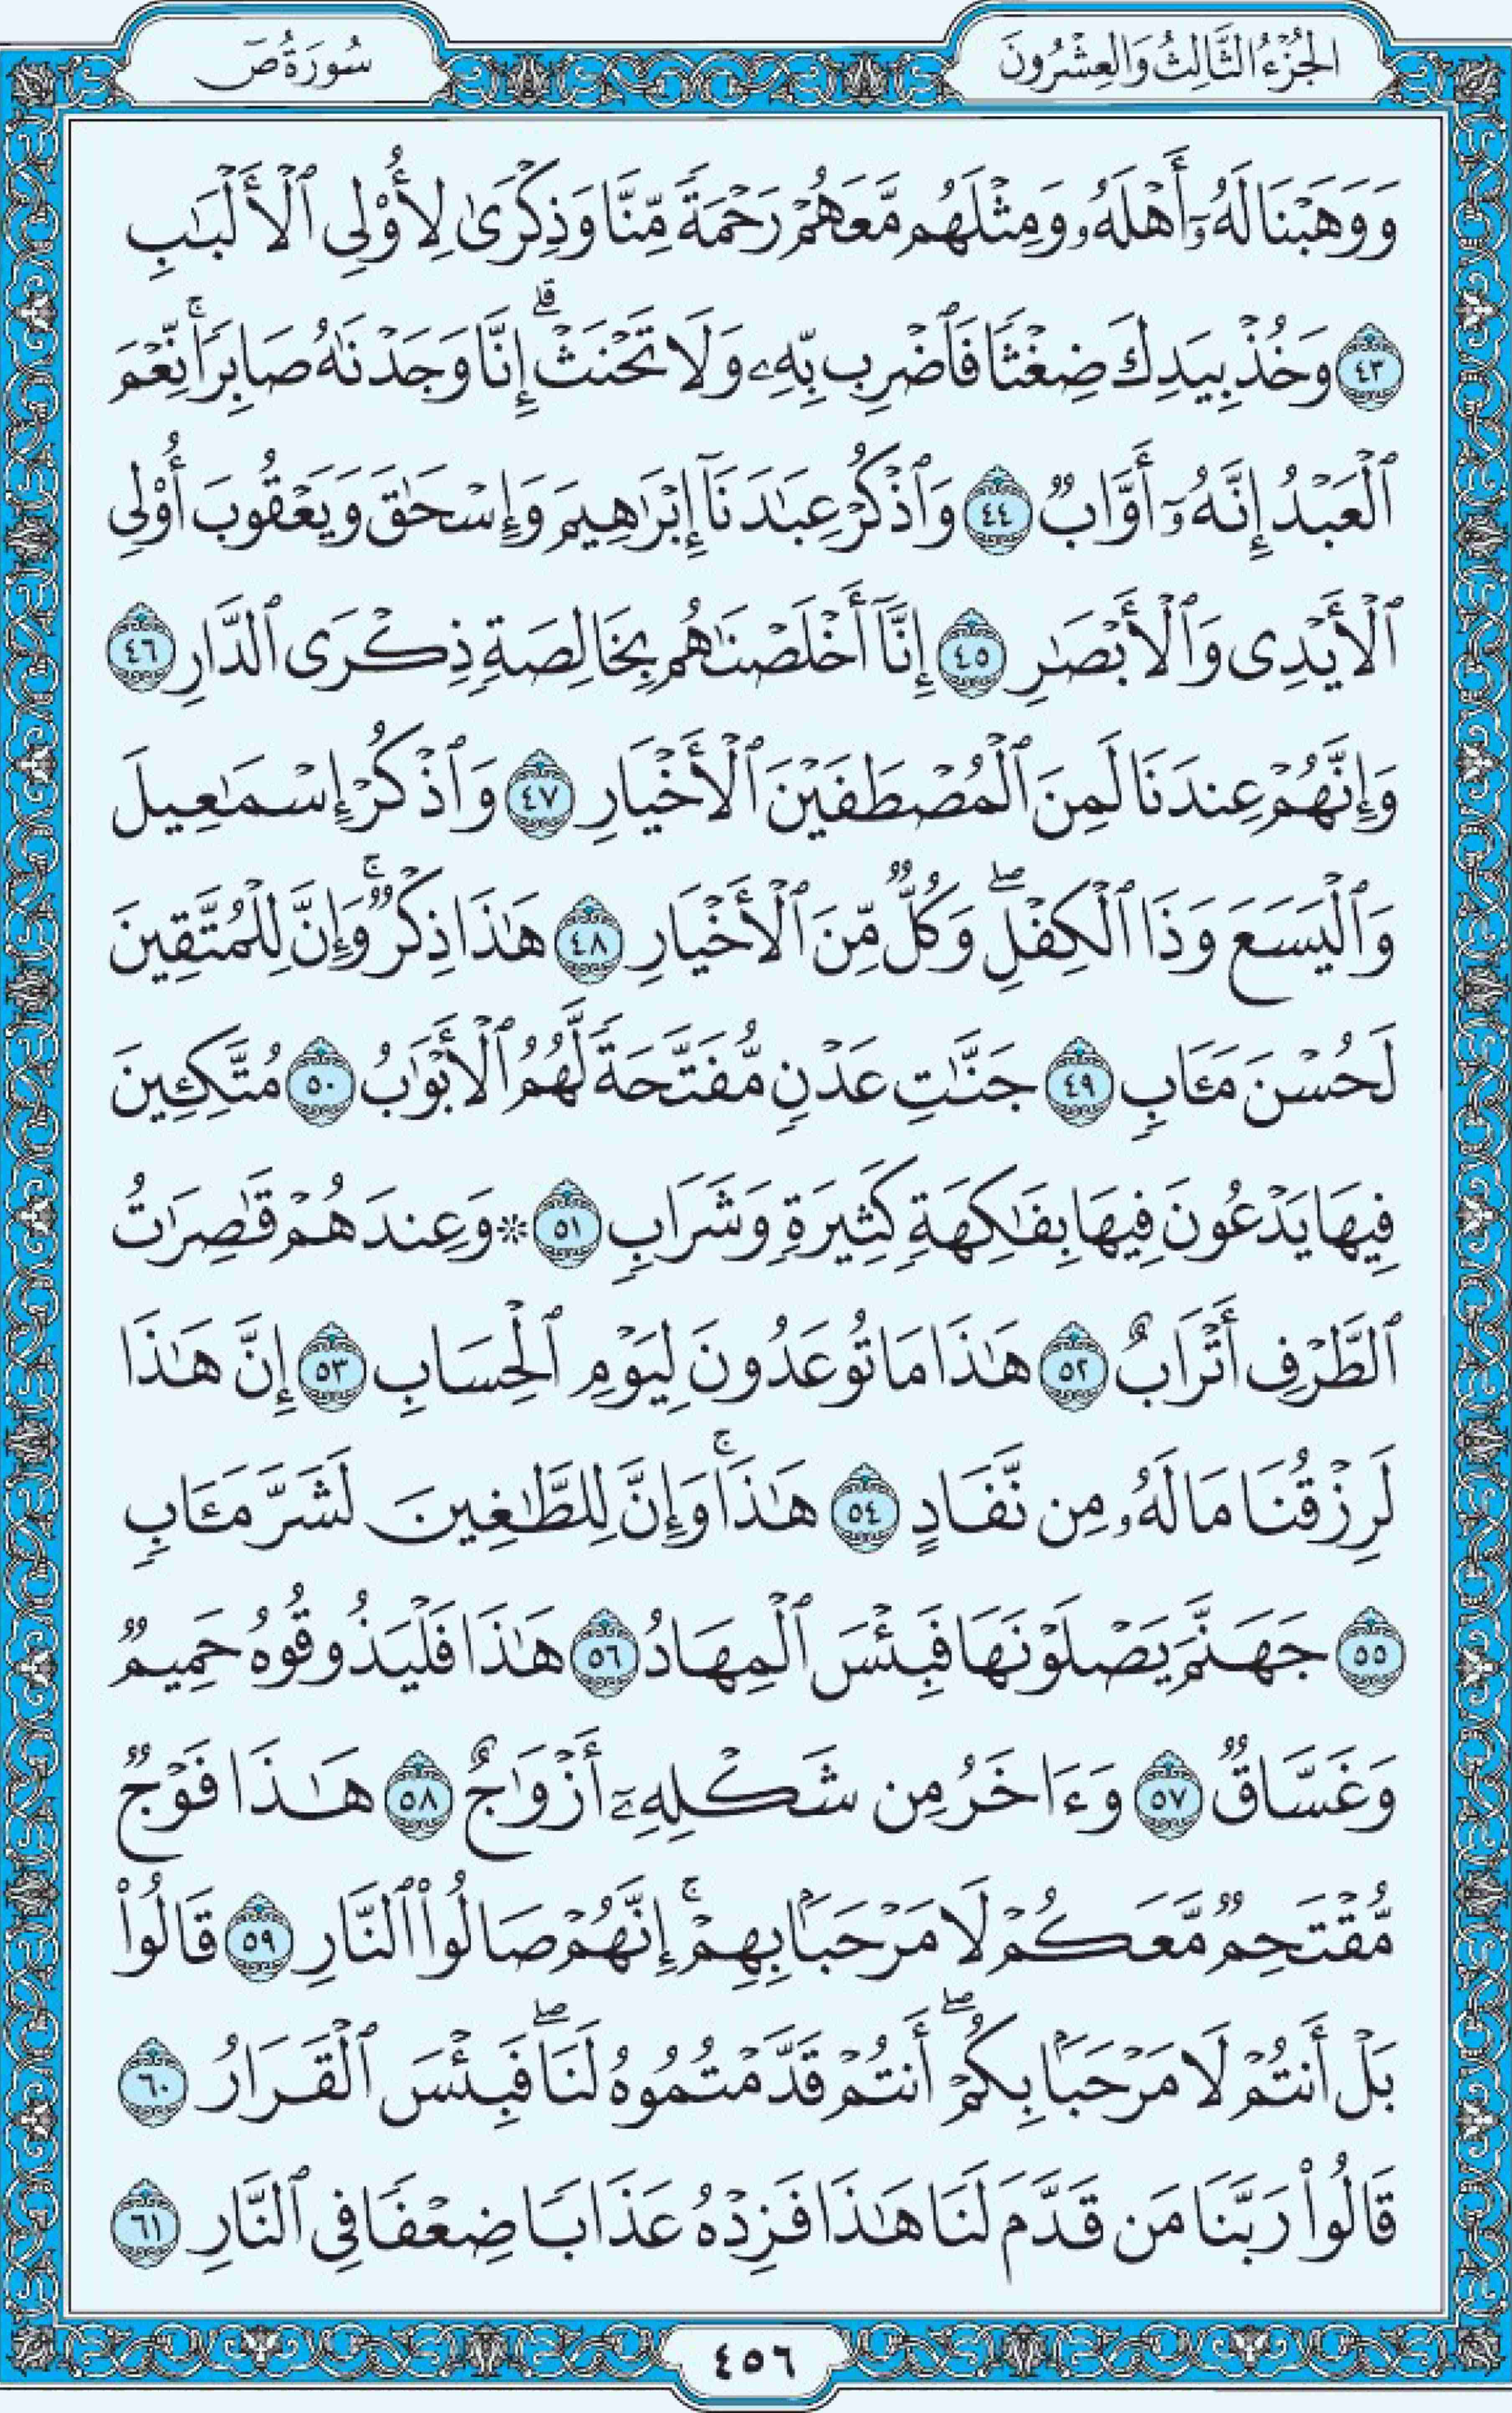 الجُزْءُ الثَّالِثُ وَالعِشْرُونَ
سُورَةُ صٓ
وَوَهَبْنَا لَهُۥٓ أَهْلَهُۥ وَمِثْلَهُم مَّعَهُمْ رَحْمَةً مِّنَّا وَذِكْرَىٰ لِأُوْلِى ٱلْأَلْبَٰبِ
٤٣ وَخُذْ بِيَدِكَ ضِغْثًا فَٱضْرِب بِّهِۦ وَلَا تَحْنَثْ ۗ إِنَّا وَجَدْنَٰهُ صَابِرًا ۚ نِّعْمَ
ٱلْعَبْدُ إِنَّهُۥٓ أَوَّابٌ ٤٤ وَٱذْكُرْ عِبَٰدَنَآ إِبْرَٰهِيمَ وَإِسْحَٰقَ وَيَعْقُوبَ أُوْلِى
ٱلْأَيْدِى وَٱلْأَبْصَٰرِ ٤٥ إِنَّآ أَخْلَصْنَٰهُم بِخَالِصَةٍ ذِكْرَى ٱلدَّارِ ٤٦
وَإِنَّهُمْ عِندَنَا لَمِنَ ٱلْمُصْطَفَيْنَ ٱلْأَخْيَارِ ٤٧ وَٱذْكُرْ إِسْمَٰعِيلَ
وَٱلْيَسَعَ وَذَا ٱلْكِفْلِ ۖ وَكُلٌّ مِّنَ ٱلْأَخْيَارِ ٤٨ هَٰذَا ذِكْرٌ ۚ وَإِنَّ لِلْمُتَّقِينَ
لَحُسْنَ مَـَٔابٍ ٤٩ جَنَّٰتِ عَدْنٍ مُّفَتَّحَةً لَّهُمُ ٱلْأَبْوَٰبُ ٥٠ مُتَّكِـِٔينَ
فِيهَا يَدْعُونَ فِيهَا بِفَٰكِهَةٍ كَثِيرَةٍ وَشَرَابٍ ٥١ ۞ وَعِندَهُمْ قَٰصِرَٰتُ
ٱلطَّرْفِ أَتْرَابٌ ٥٢ هَٰذَا مَا تُوعَدُونَ لِيَوْمِ ٱلْحِسَابِ ٥٣ إِنَّ هَٰذَا
لَرِزْقُنَا مَا لَهُۥ مِن نَّفَادٍ ٥٤ هَٰذَا ۚ وَإِنَّ لِلطَّٰغِينَ لَشَرَّ مَـَٔابٍ
٥٥ جَهَنَّمَ يَصْلَوْنَهَا فَبِئْسَ ٱلْمِهَادُ ٥٦ هَٰذَا فَلْيَذُوقُوهُ حَمِيمٌ
وَغَسَّاقٌ ٥٧ وَءَاخَرُ مِن شَكْلِهِۦٓ أَزْوَٰجٌ ٥٨ هَٰذَا فَوْجٌ
مُّقْتَحِمٌ مَّعَكُمْ لَا مَرْحَبًۢا بِهِمْ ۚ إِنَّهُمْ صَالُواْ ٱلنَّارِ ٥٩ قَالُواْ
بَلْ أَنتُمْ لَا مَرْحَبًۢا بِكُمْ ۖ أَنتُمْ قَدَّمْتُمُوهُ لَنَا ۖ فَبِئْسَ ٱلْقَرَارُ ٦٠
قَالُواْ رَبَّنَا مَن قَدَّمَ لَنَا هَٰذَا فَزِدْهُ عَذَابًا ضِعْفًا فِى ٱلنَّارِ ٦١
٤٥٦